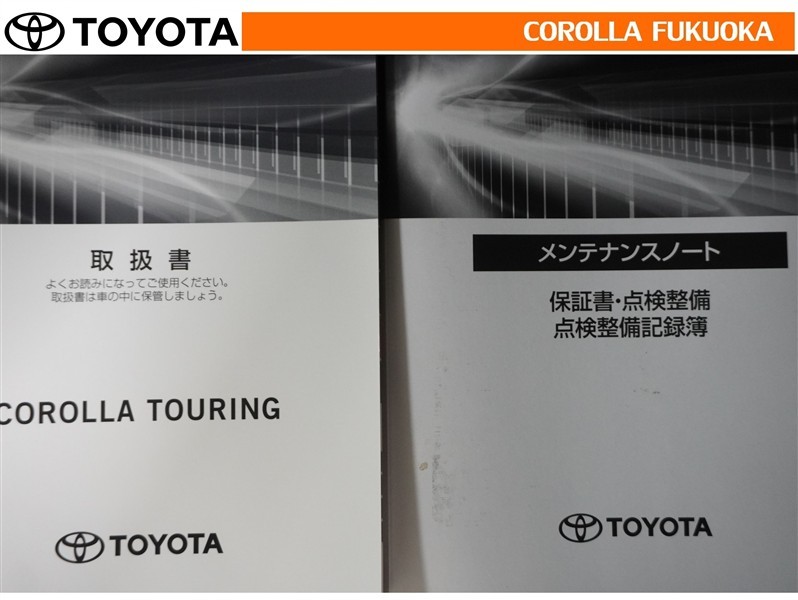 TOYOTA
COROLLA FUKUOKA
取扱書
よくお読みになってご使用ください。
取扱書は車の中に保管しましょう。
COROLLA TOURING
TOYOTA
メンテナンスノート
保証書・点検整備
点検整備記録簿
TOYOTA